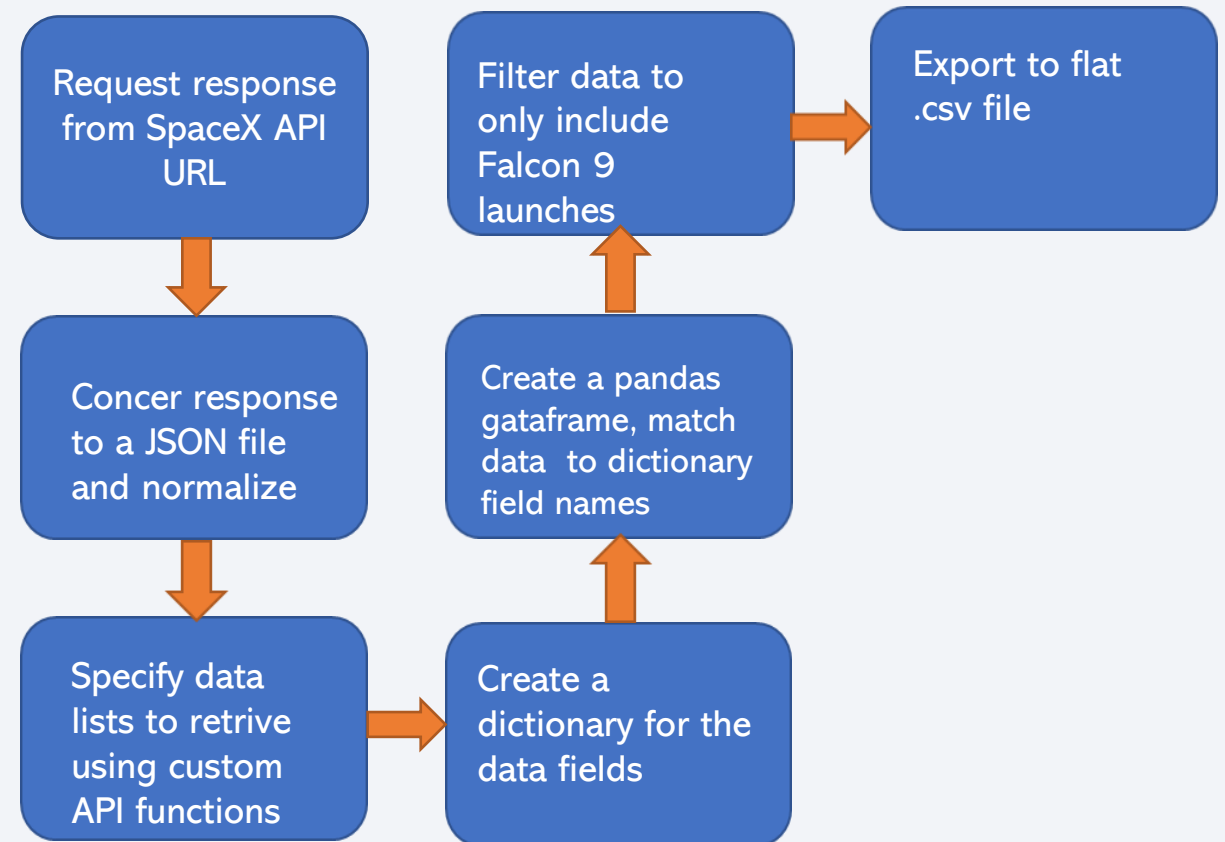 Request response
from SpaceX API
URL
Concer response
to a JSON file
and normalize
Specify data
lists to retrive
using custom
API functions
Create a
dictionary for the
data fields
Create a pandas
gataframe, match
data  to dictionary
field names
Filter data to
only include
Falcon 9
launches
Export to flat
.csv file